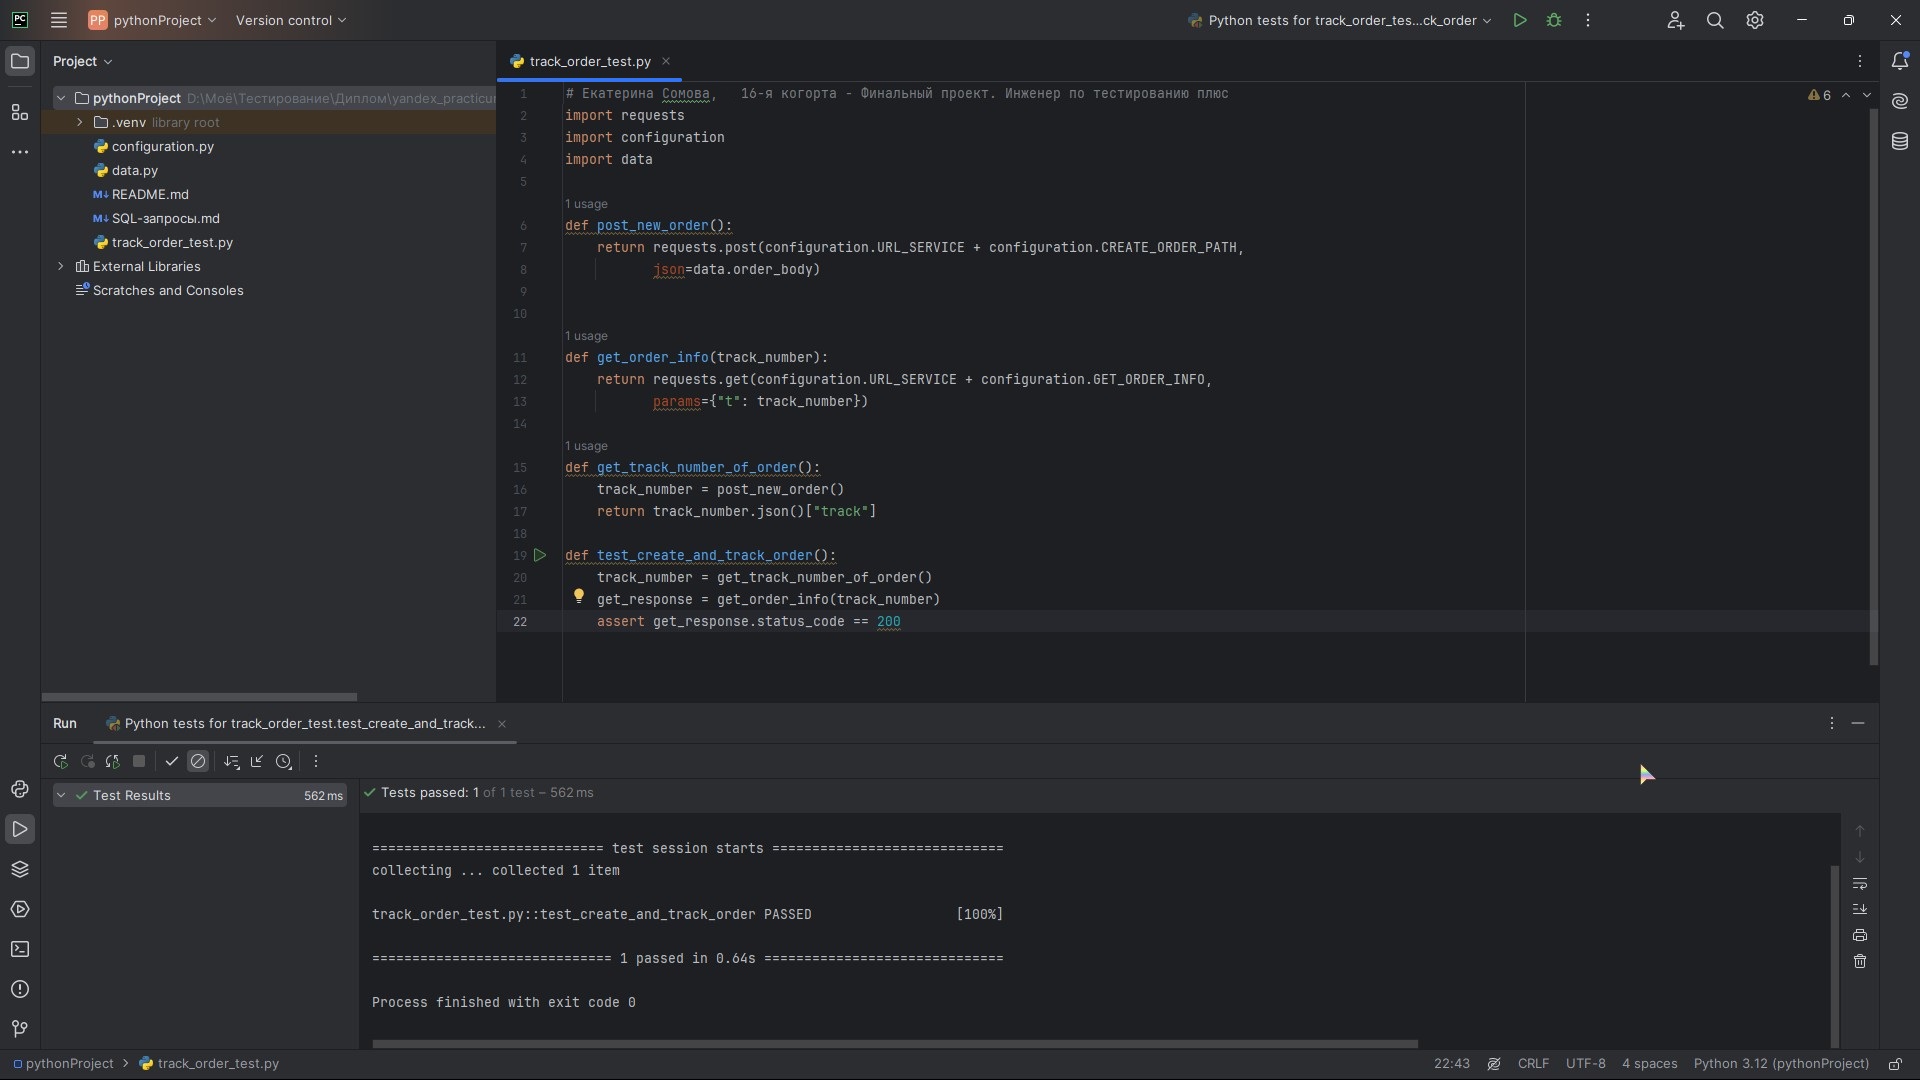 PC
PP pythonProject
Version control
Python tests for track_order_tes...ck_order
Project
pythonProject D:\Моё\Тестирование\Диплом\yandex_practicu
.venv library root
configuration.py
data.py
M↓ README.md
M↓ SQL-запросы.md
track_order_test.py
External Libraries
Scratches and Consoles
track_order_test.py
6
1 # Екатерина Сомова,   16-я когорта - Финальный проект. Инженер по тестированию плюс
2 import requests
3 import configuration
4 import data
5
1 usage
6 def post_new_order():
7     return requests.post(configuration.URL_SERVICE + configuration.CREATE_ORDER_PATH,
8            json=data.order_body)
9
10
1 usage
11 def get_order_info(track_number):
12     return requests.get(configuration.URL_SERVICE + configuration.GET_ORDER_INFO,
13            params={"t": track_number})
14
1 usage
15 def get_track_number_of_order():
16     track_number = post_new_order()
17     return track_number.json()["track"]
18
19 def test_create_and_track_order():
20     track_number = get_track_number_of_order()
21     get_response = get_order_info(track_number)
22     assert get_response.status_code == 200
Run
Python tests for track_order_test.test_create_and_track...
Test Results 562 ms
Tests passed: 1 of 1 test – 562 ms
============================= test session starts =============================
collecting ... collected 1 item
track_order_test.py::test_create_and_track_order PASSED                  [100%]
============================== 1 passed in 0.64s ==============================
Process finished with exit code 0
pythonProject > track_order_test.py
22:43
CRLF
UTF-8
4 spaces
Python 3.12 (pythonProject)